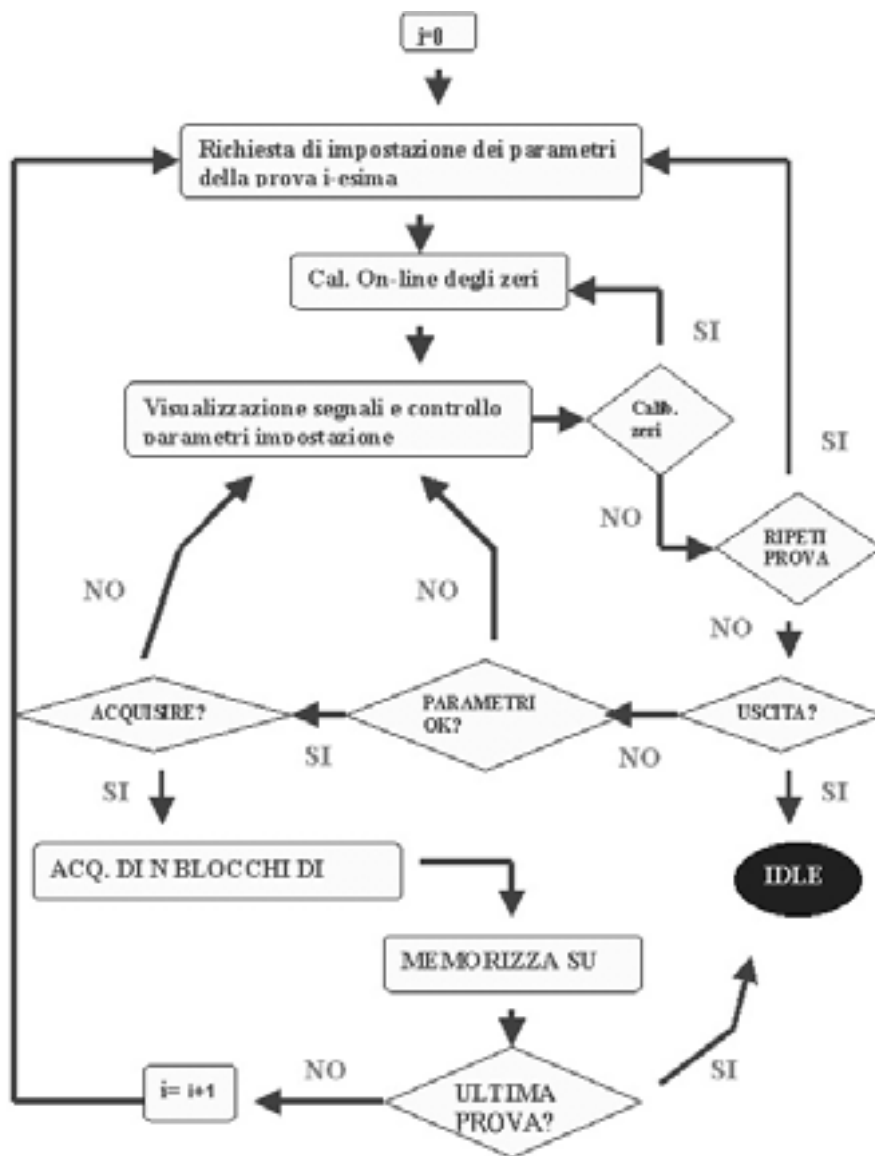 i=0
Richiesta di impostazione dei parametri
della prova i-esima
Cal. On-line degli zeri
SI
Visualizzazione segnali e controllo
parametri impostazione
Calib.
zeri
SI
NO
RIPETI
PROVA
NO
NO
NO
ACQUISIRE?
PARAMETRI
OK?
USCITA?
SI
NO
SI
SI
ACQ. DI N BLOCCHI DI
IDLE
MEMORIZZA SU
i= i+1
NO
ULTIMA
PROVA?
SI